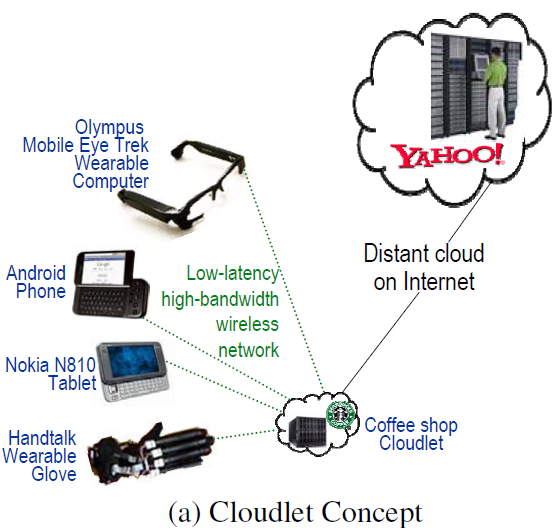 Olympus
Mobile Eye Trek
Wearable
Computer
YAHOO!
Distant cloud
on Internet
Android
Phone
Google
Low-latency
high-bandwidth
wireless
network
Nokia N810
Tablet
Handtalk
Wearable
Glove
Coffee shop
Cloudlet
(a) Cloudlet Concept